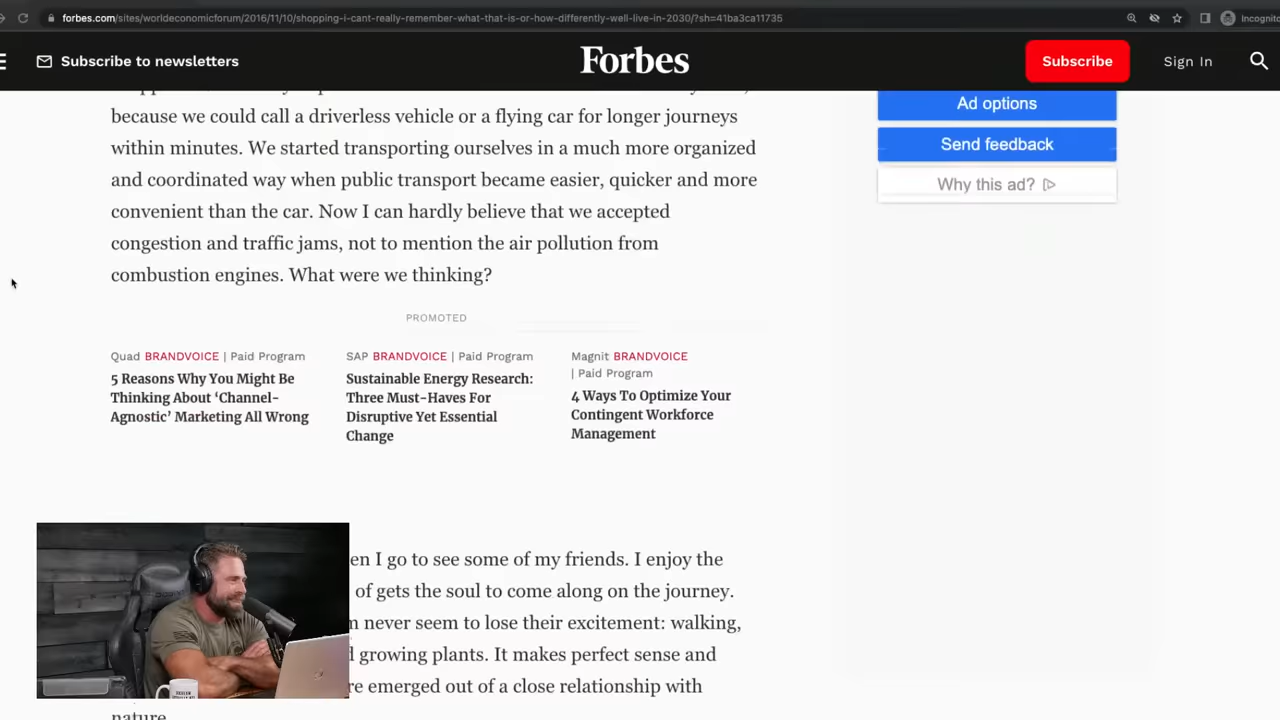 forbes.com/sites/worldeconomicforum/2016/11/10/shopping-i-cant-really-remember-what-that-is-or-how-differently-well-live-in-2030/?sh=41ba3ca11735
Incognito
Subscribe to newsletters
Forbes
Subscribe
Sign In
because we could call a driverless vehicle or a flying car for longer journeys
within minutes. We started transporting ourselves in a much more organized
and coordinated way when public transport became easier, quicker and more
convenient than the car. Now I can hardly believe that we accepted
congestion and traffic jams, not to mention the air pollution from
combustion engines. What were we thinking?
Ad options
Send feedback
Why this ad?
PROMOTED
Quad BRANDVOICE | Paid Program
5 Reasons Why You Might Be
Thinking About ‘Channel-
Agnostic’ Marketing All Wrong
SAP BRANDVOICE | Paid Program
Sustainable Energy Research:
Three Must-Haves For
Disruptive Yet Essential
Change
Magnit BRANDVOICE
| Paid Program
4 Ways To Optimize Your
Contingent Workforce
Management
en I go to see some of my friends. I enjoy the
of gets the soul to come along on the journey.
m never seem to lose their excitement: walking,
d growing plants. It makes perfect sense and
re emerged out of a close relationship with
nature